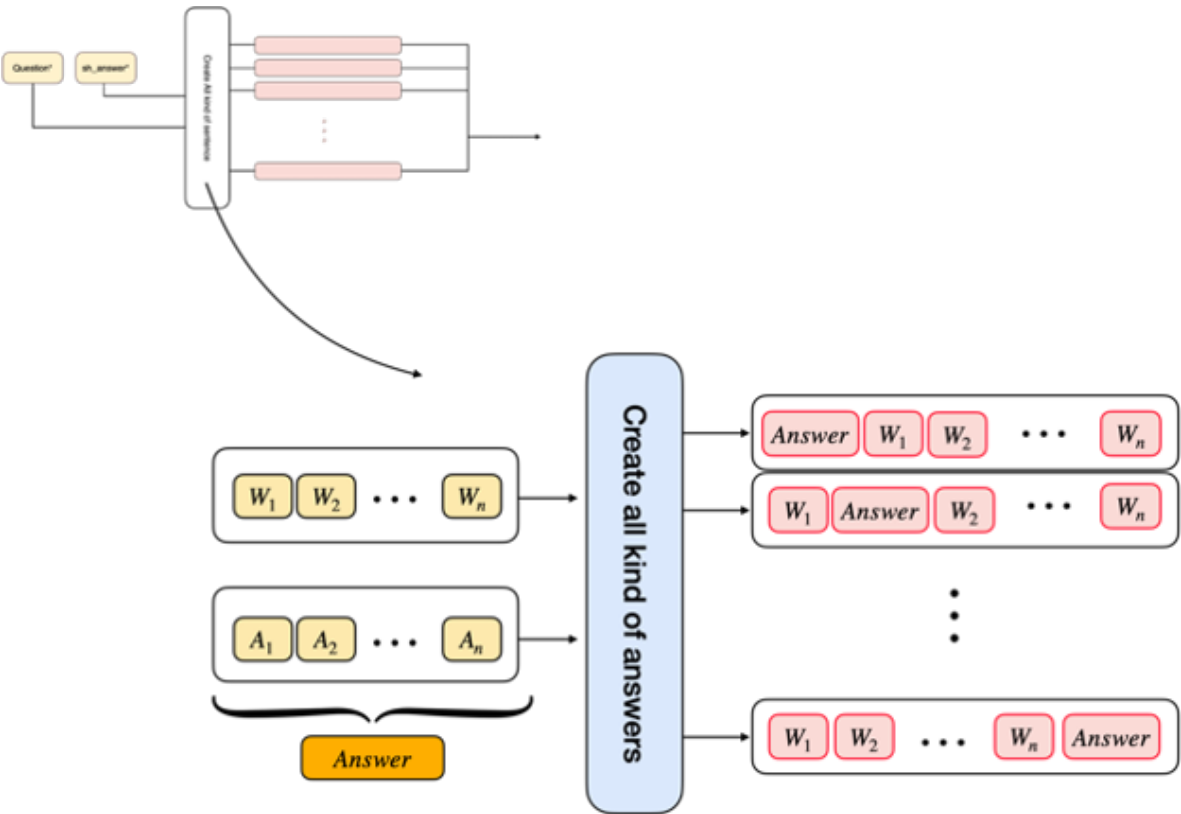 Question*
sh_answer*
Create All kind of sentence
W1 W2 ... Wn
A1 A2 ... An
Answer
Create all kind of answers
Answer W1 W2 ... Wn
W1 Answer W2 ... Wn
W1 W2 ... Wn Answer